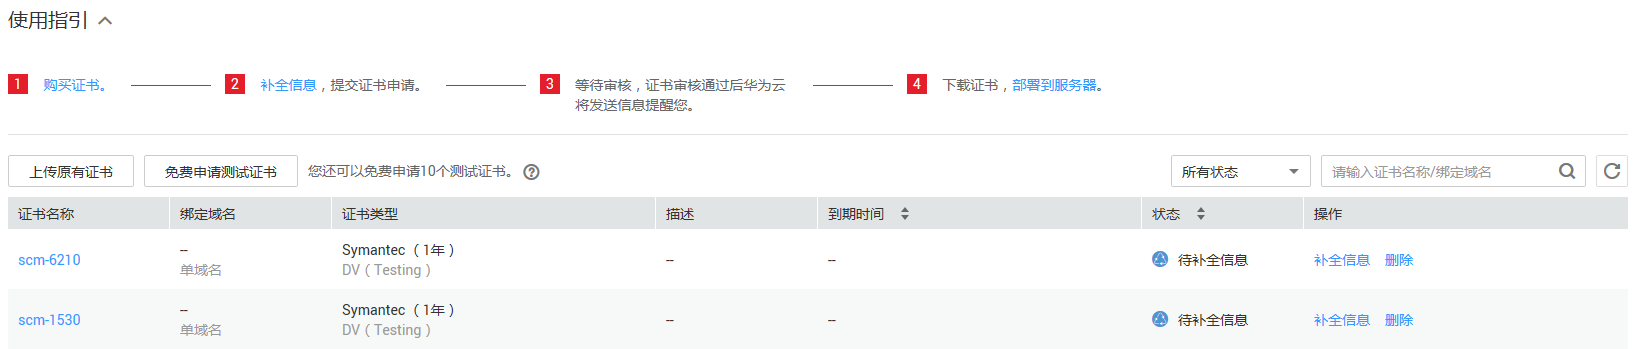 使用指引
1 购买证书。 2 补全信息，提交证书申请。 3 等待审核，证书审核通过后华为云 4 下载证书，部署到服务器。
将发送信息提醒您。
上传原有证书 免费申请测试证书 您还可以免费申请10个测试证书。 ? 所有状态 请输入证书名称/绑定域名
证书名称 绑定域名 证书类型 描述 到期时间 状态 操作
-- Symantec （1年）
scm-6210 -- -- 待补全信息 补全信息 删除
单域名 DV（Testing）
-- Symantec （1年）
scm-1530 -- -- 待补全信息 补全信息 删除
单域名 DV（Testing）